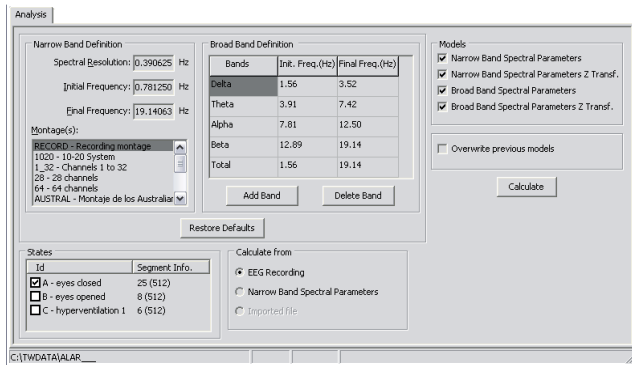 Analysis
Narrow Band Definition
Spectral Resolution: 0.390625 Hz
Initial Frequency: 0.781250 Hz
Final Frequency: 19.14063 Hz
Montage(s):
RECORD - Recording montage
1020 - 10-20 System
1_32 - Channels 1 to 32
28 - 28 channels
64 - 64 channels
AUSTRAL - Montaje de los Australiar
Broad Band Definition
Bands Init. Freq.(Hz) Final Freq.(Hz)
Delta 1.56 3.52
Theta 3.91 7.42
Alpha 7.81 12.50
Beta 12.89 19.14
Total 1.56 19.14
Add Band Delete Band
Restore Defaults
Models
Narrow Band Spectral Parameters
Narrow Band Spectral Parameters Z Transf.
Broad Band Spectral Parameters
Broad Band Spectral Parameters Z Transf.
Overwrite previous models
Calculate
States
Id Segment Info.
A - eyes closed 25 (512)
B - eyes opened 8 (512)
C - hyperventilation 1 6 (512)
Calculate from
EEG Recording
Narrow Band Spectral Parameters
Imported file
C:\TWDATA\ALAR___